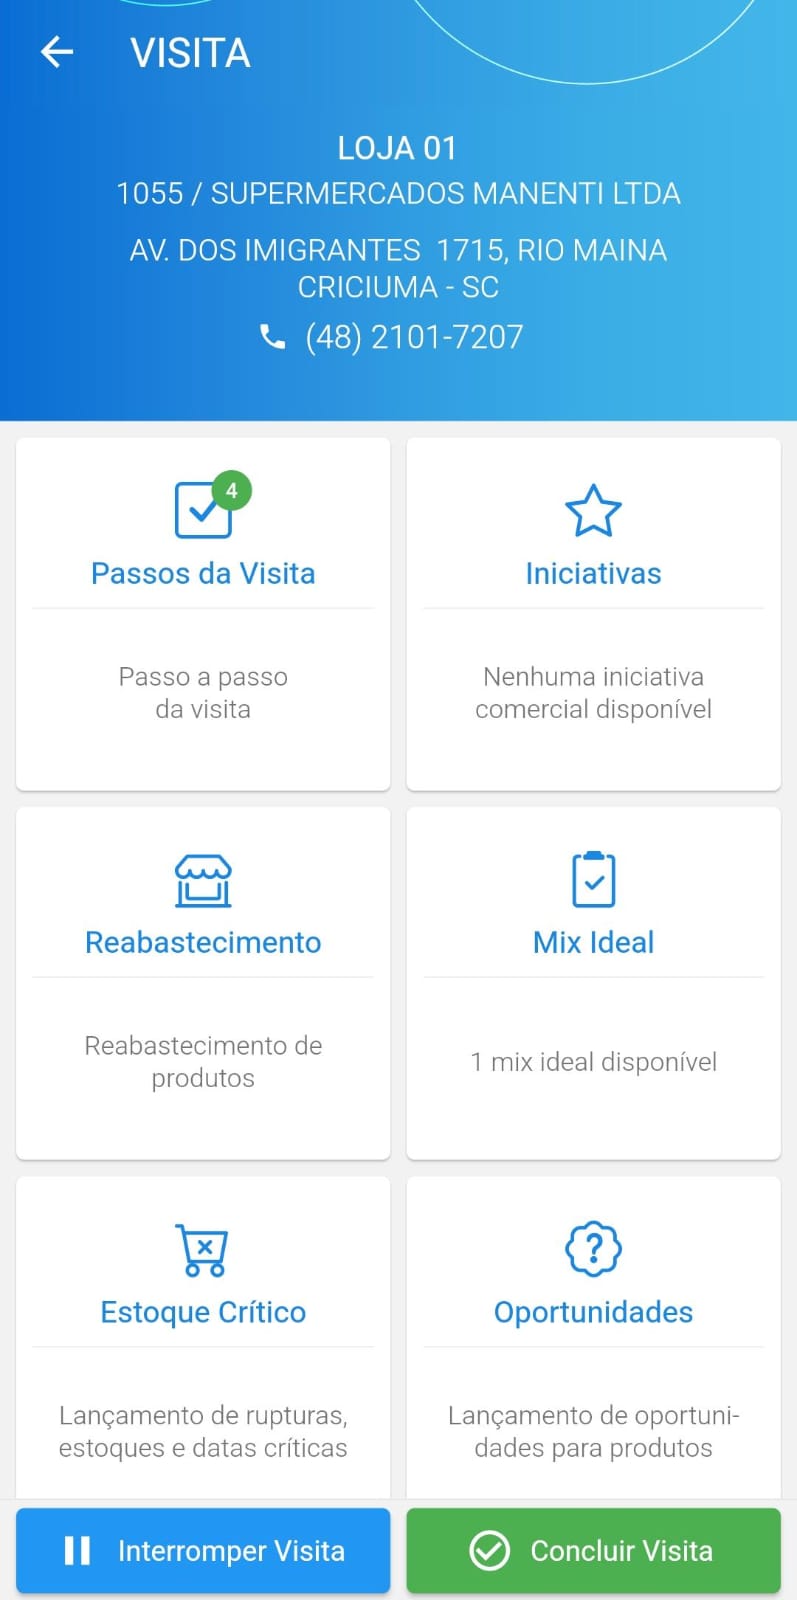 VISITA
LOJA 01
1055 / SUPERMERCADOS MANENTI LTDA
AV. DOS IMIGRANTES  1715, RIO MAINA
CRICIUMA - SC
(48) 2101-7207
4
Passos da Visita
Passo a passo
da visita
Iniciativas
Nenhuma iniciativa
comercial disponível
Reabastecimento
Reabastecimento de
produtos
Mix Ideal
1 mix ideal disponível
Estoque Crítico
Lançamento de rupturas,
estoques e datas críticas
Oportunidades
Lançamento de oportuni-
dades para produtos
Interromper Visita
Concluir Visita